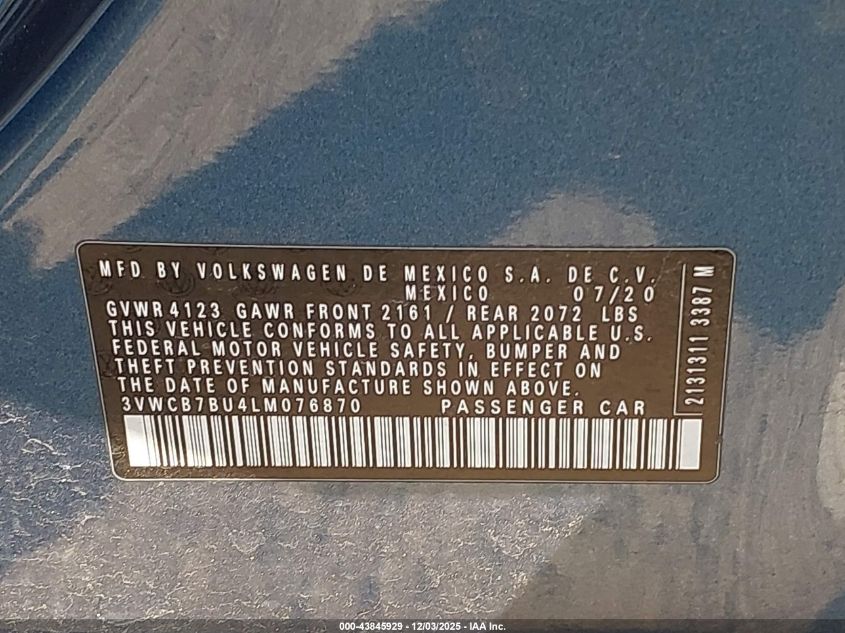 MFD. BY VOLKSWAGEN DE MEXICO S.A. DE C.V.
MEXICO 07/20
GVWR 4123 GAWR FRONT 2161 / REAR 2072 LBS
THIS VEHICLE CONFORMS TO ALL APPLICABLE U.S.
FEDERAL MOTOR VEHICLE SAFETY, BUMPER AND
THEFT PREVENTION STANDARDS IN EFFECT ON
THE DATE OF MANUFACTURE SHOWN ABOVE.
3VWCB7BU4LM076870 PASSENGER CAR
2131311 3387 M
000-43845929 - 12/03/2025 - IAA Inc.